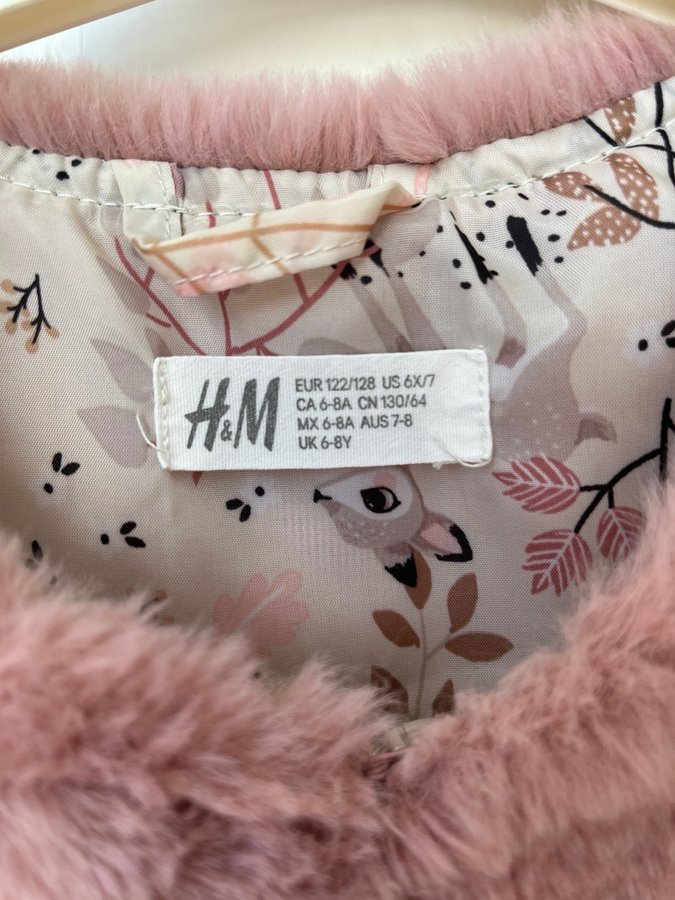 H&M
EUR 122/128 US 6X/7
CA 6-8A CN 130/64
MX 6-8A AUS 7-8
UK 6-8Y